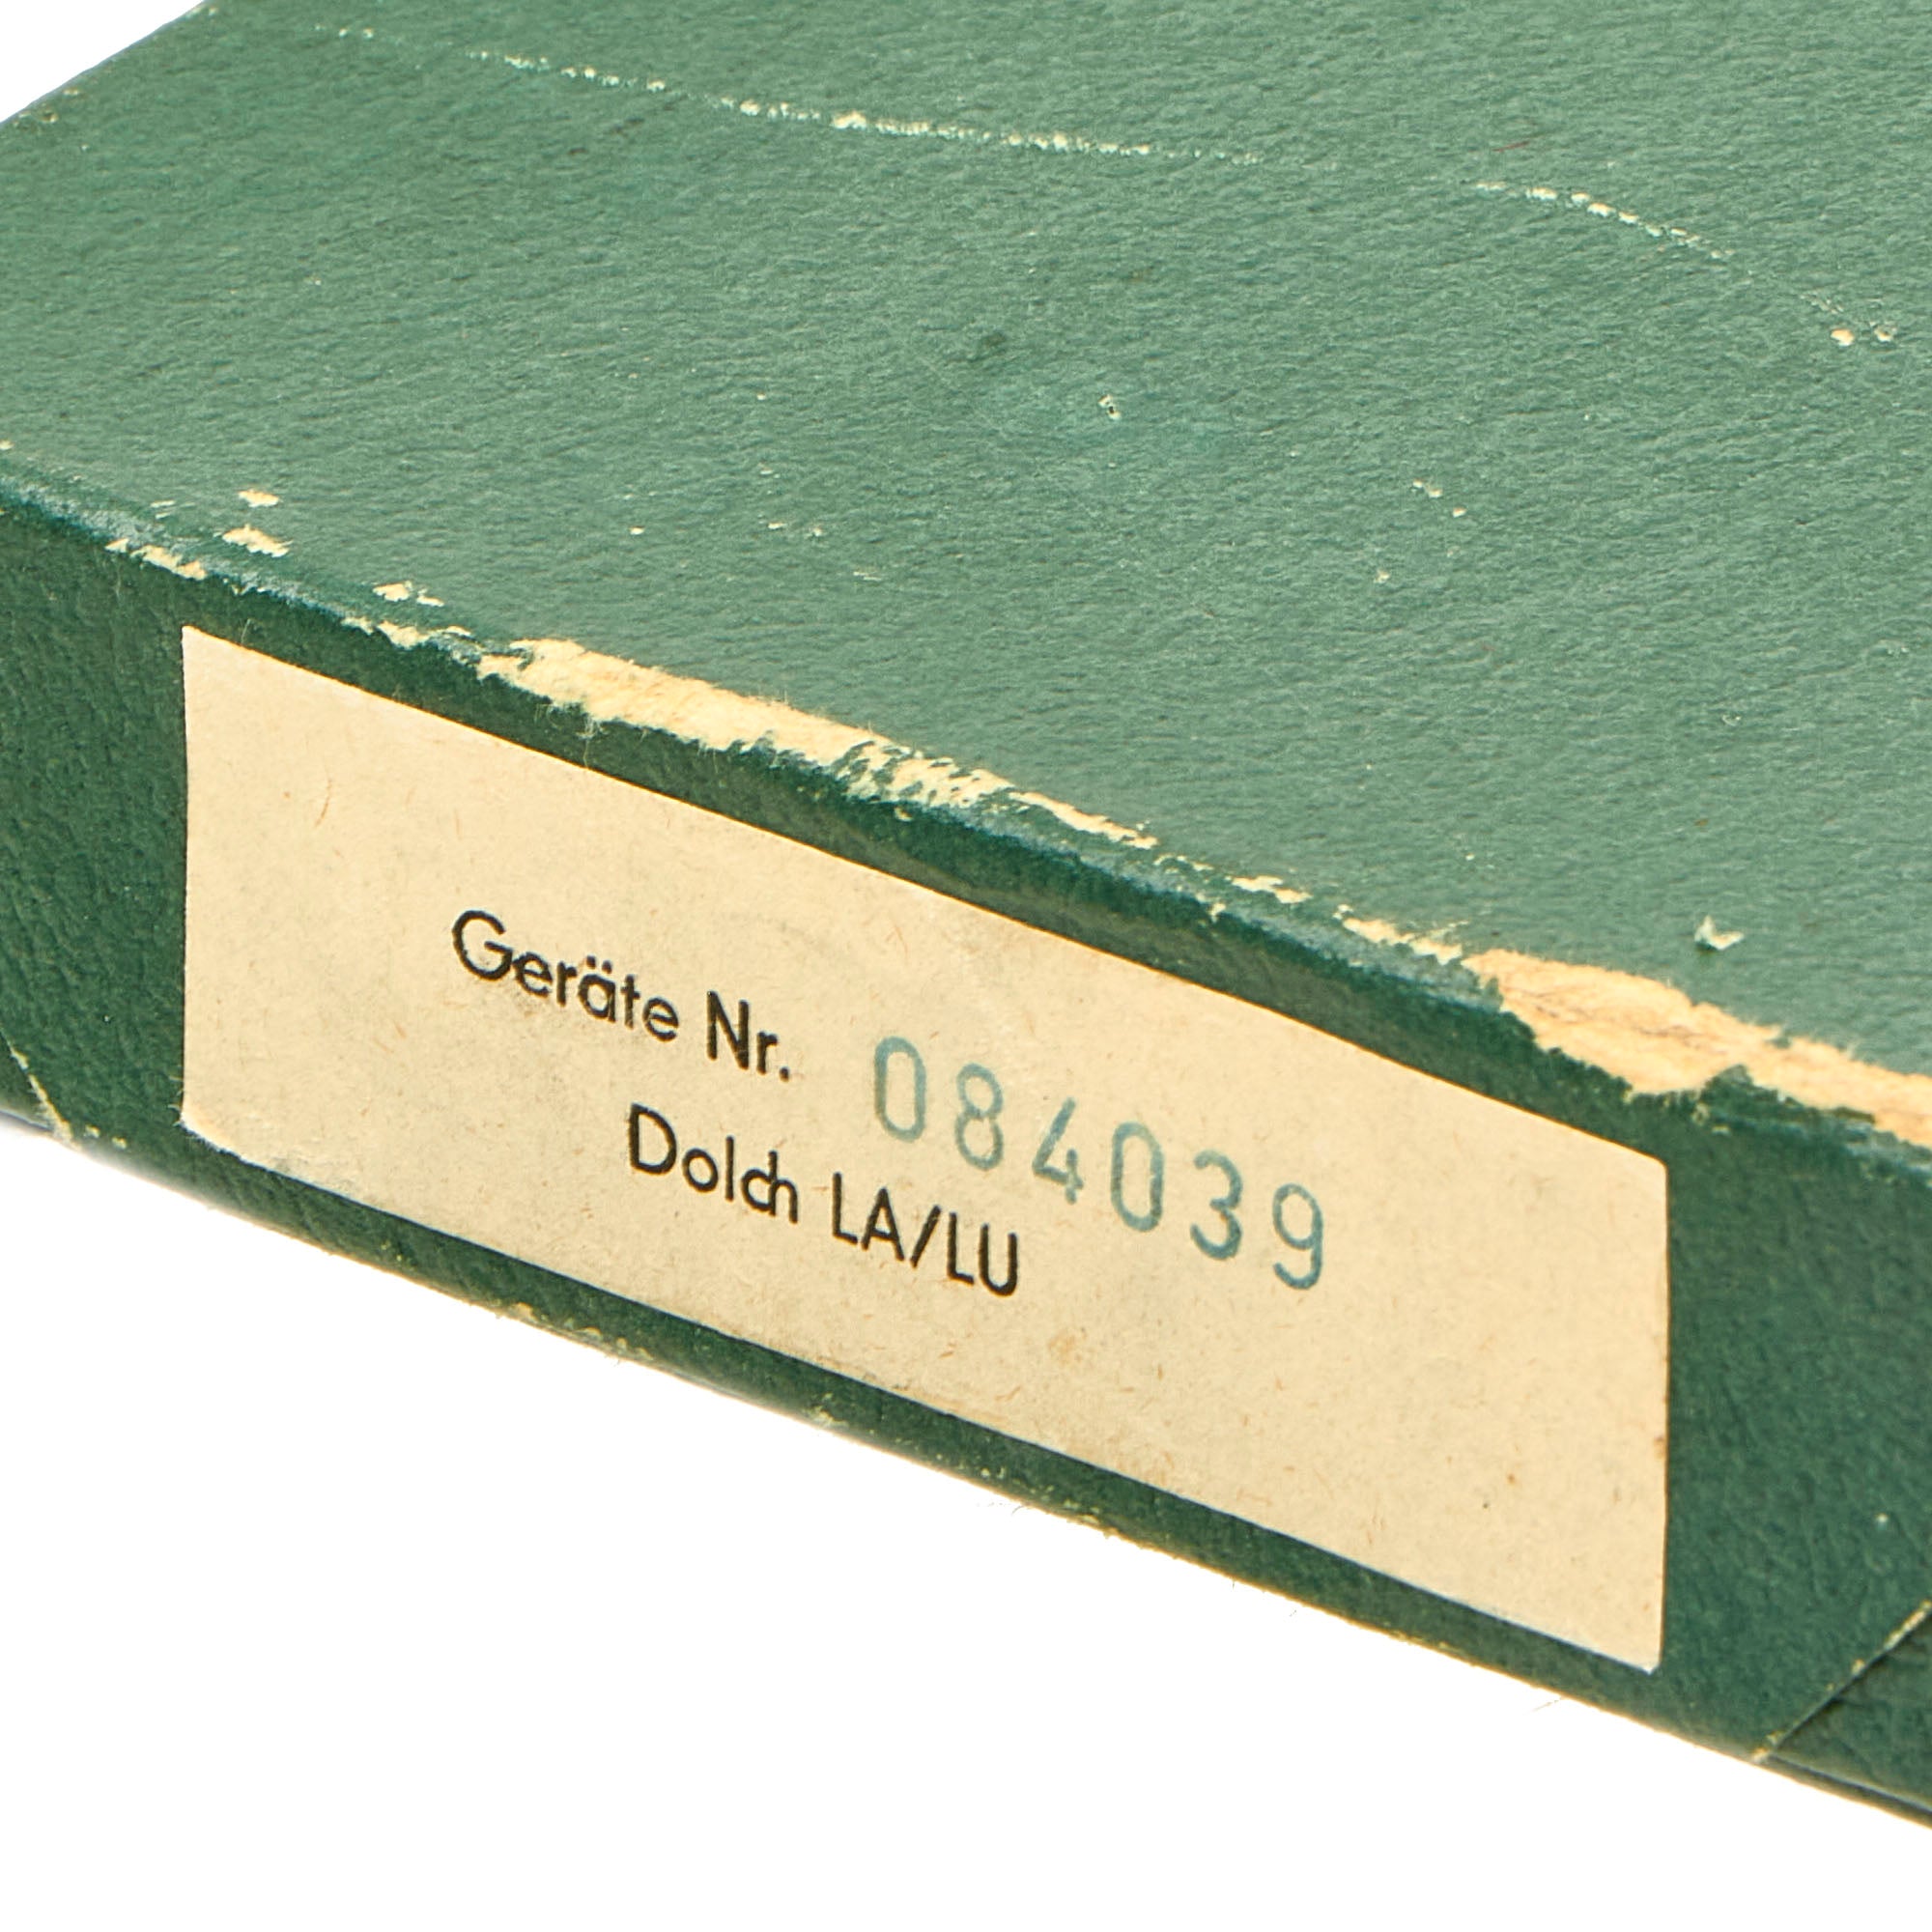 Geräte Nr. 084039
Dolch LA/LU